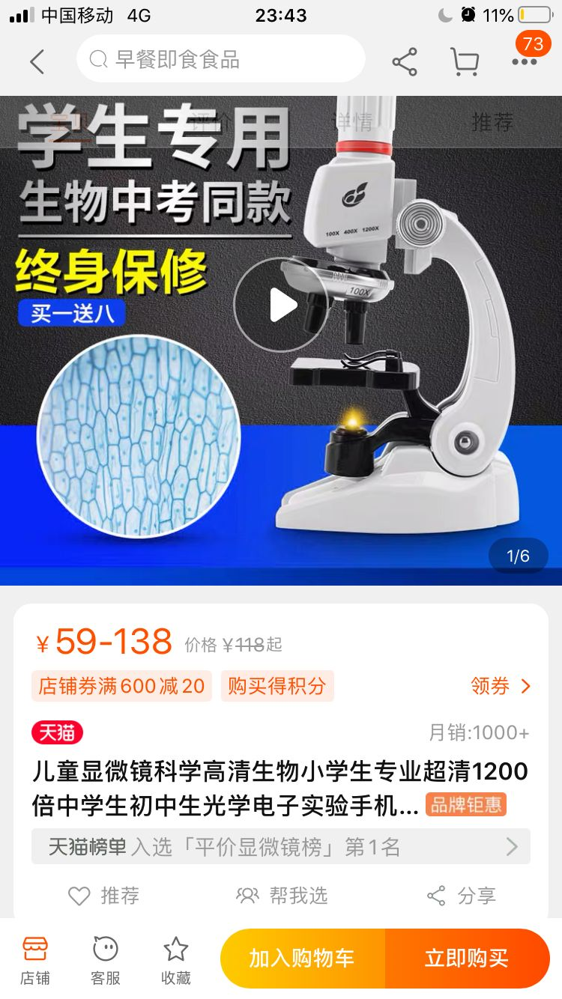 中国移动 4G 23:43 11%
早餐即食食品
73
宝贝 评价 详情 推荐
学生专用
生物中考同款
终身保修
买一送八
100X 400X 1200X
100X
1/6
¥59-138 价格 ¥118起
店铺券满600减20 购买得积分 领券
天猫 月销:1000+
儿童显微镜科学高清生物小学生专业超清1200
倍中学生初中生光学电子实验手机... 品牌钜惠
天猫榜单 入选「平价显微镜榜」第1名
推荐 帮我选 分享
店铺 客服 收藏 加入购物车 立即购买